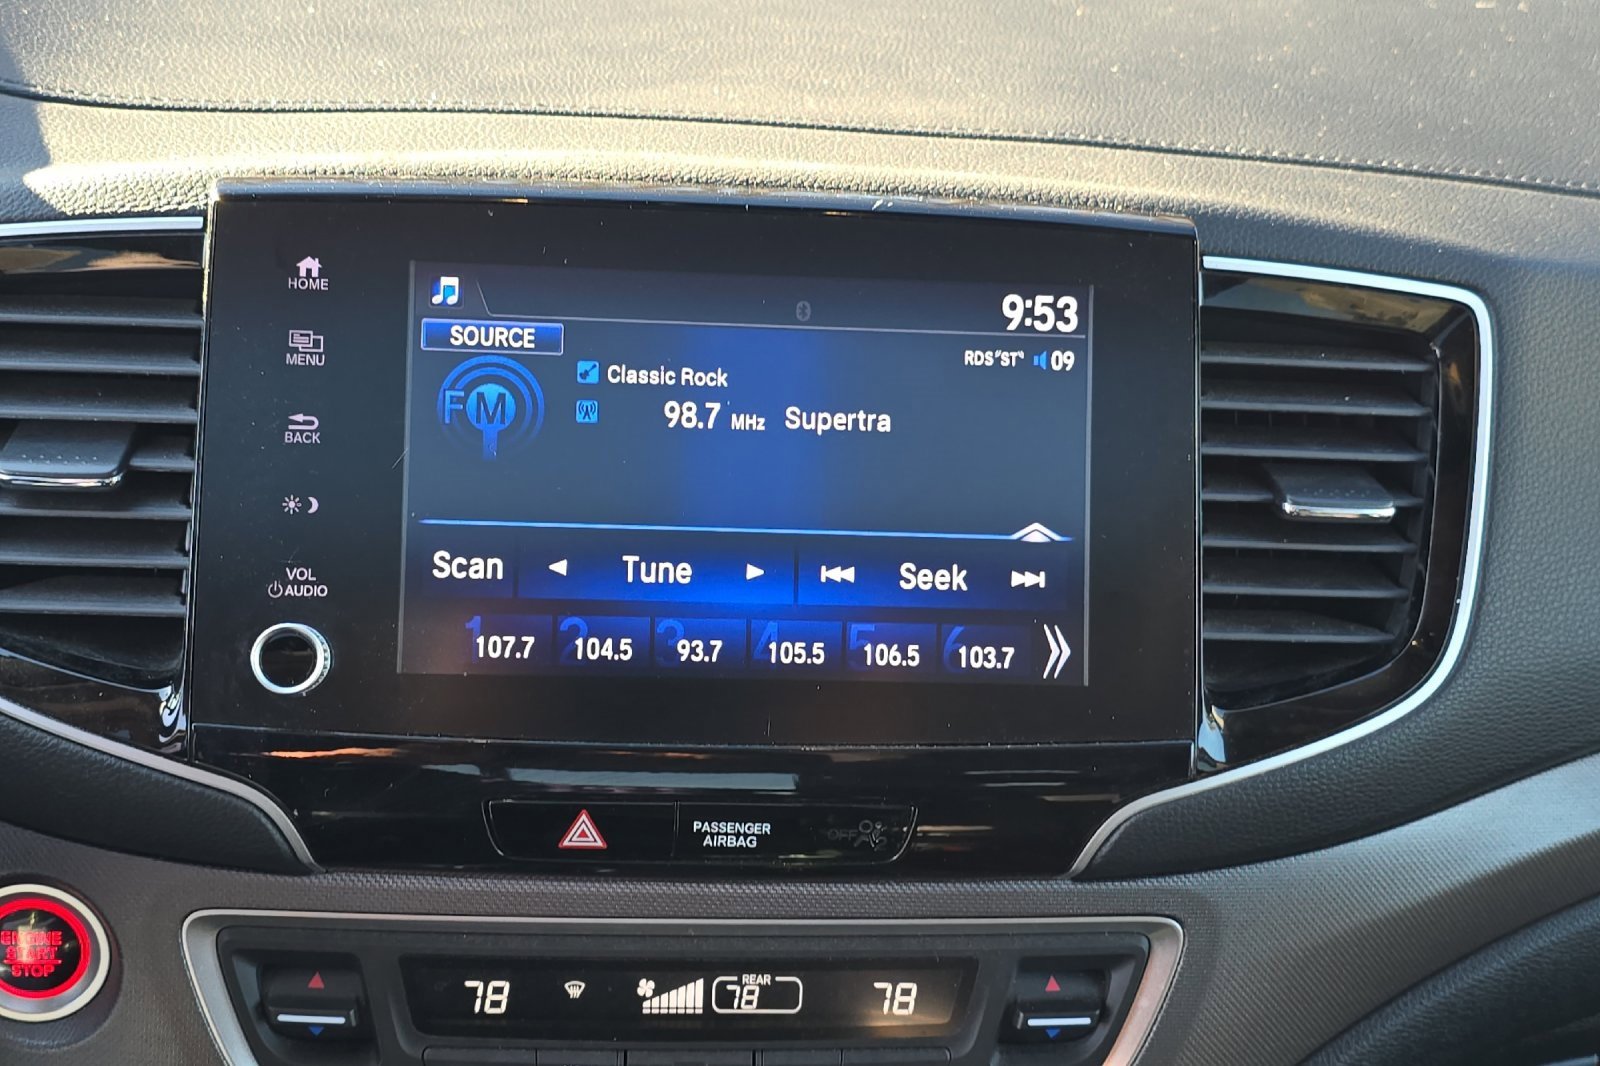 HOME
MENU
BACK
VOL
AUDIO
9:53
SOURCE
RDS "ST" 09
FM
Classic Rock
98.7 MHz Supertra
Scan Tune Seek
1 107.7 2 104.5 3 93.7 4 105.5 5 106.5 6 103.7
PASSENGER
AIRBAG
OFF
ENGINE
START
STOP
REAR
78 78 78